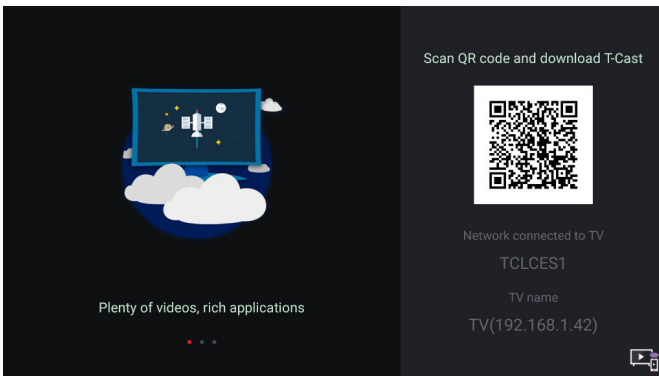 Scan QR code and download T-Cast
Network connected to TV
TCLCES1
TV name
TV(192.168.1.42)
Plenty of videos, rich applications